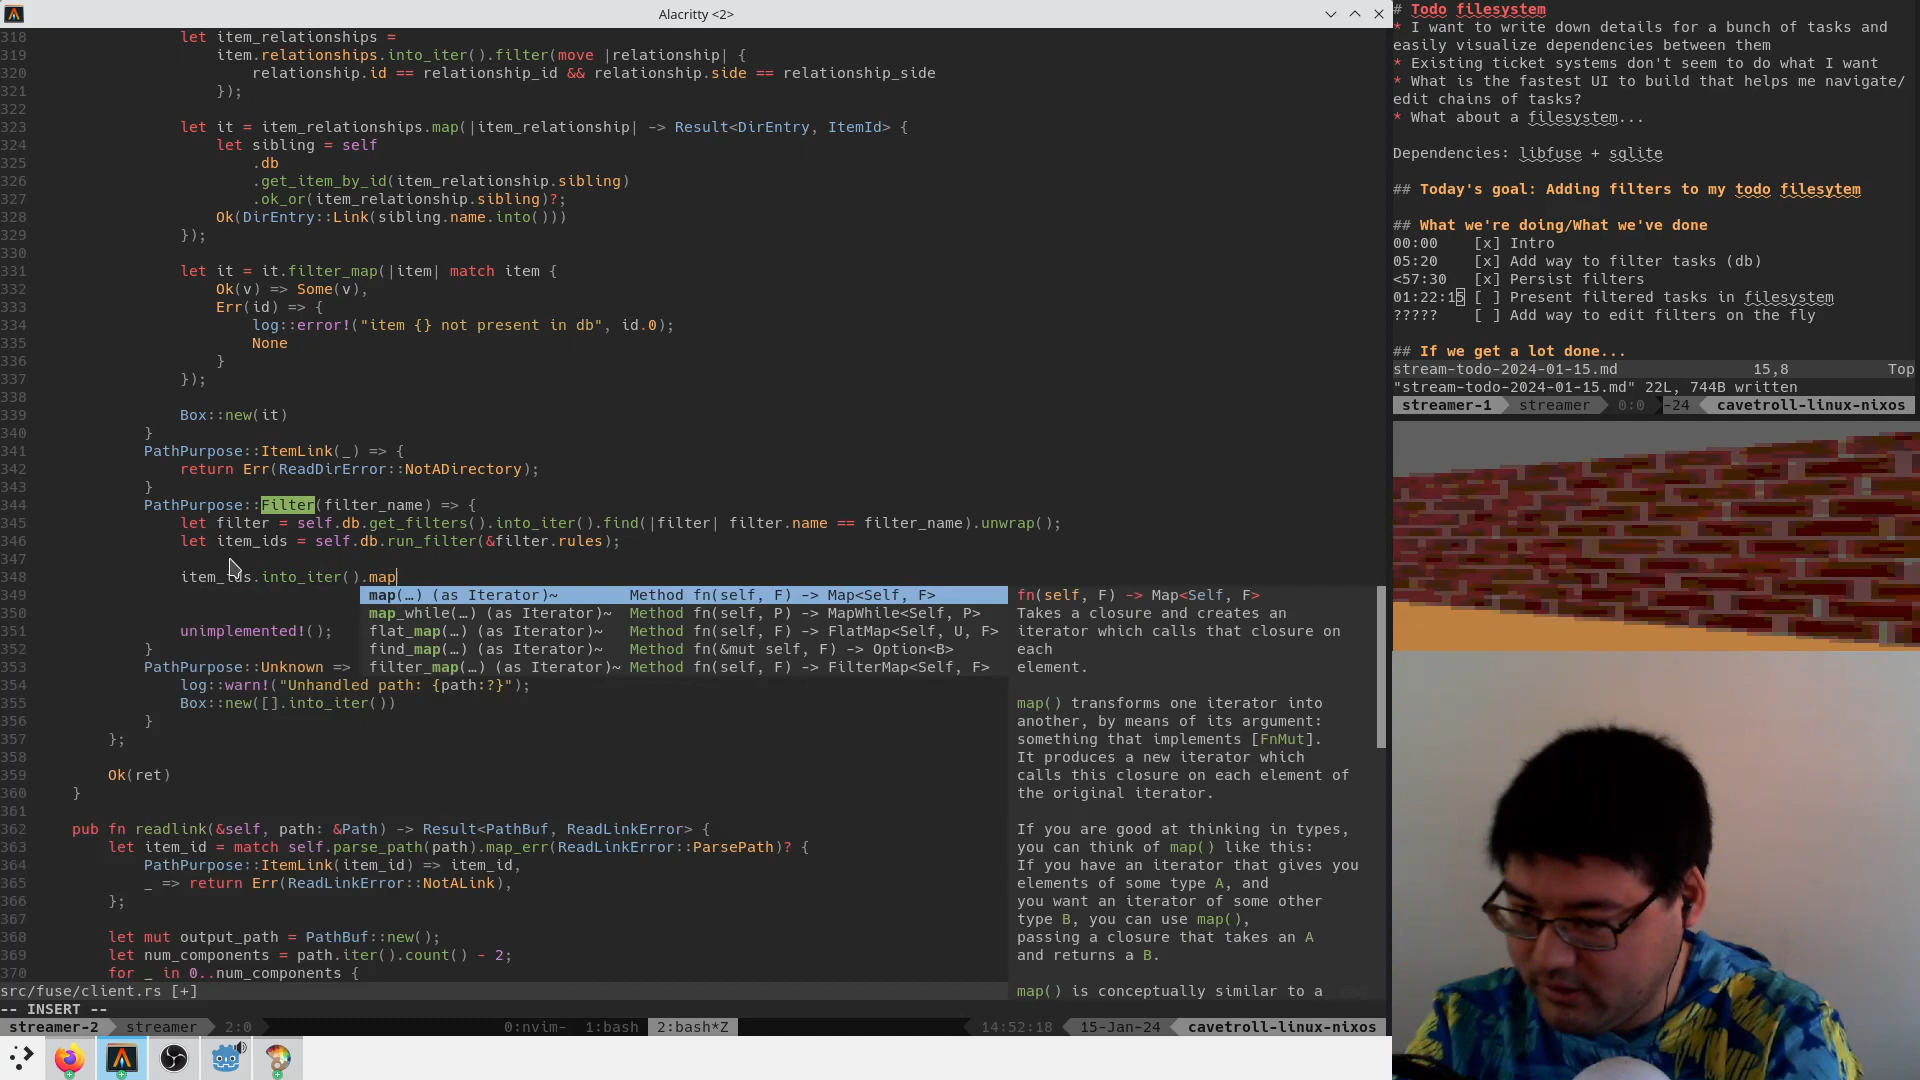 Alacritty <2>
318 let item_relationships =
319 item.relationships.into_iter().filter(move |relationship| {
320 relationship.id == relationship_id && relationship.side == relationship_side
321 });
322
323 let it = item_relationships.map(|item_relationship| -> Result<DirEntry, ItemId> {
324 let sibling = self
325 .db
326 .get_item_by_id(item_relationship.sibling)
327 .ok_or(item_relationship.sibling)?;
328 Ok(DirEntry::Link(sibling.name.into()))
329 });
330
331 let it = it.filter_map(|item| match item {
332 Ok(v) => Some(v),
333 Err(id) => {
334 log::error!("item {} not present in db", id.0);
335 None
336 }
337 });
338
339 Box::new(it)
340 }
341 PathPurpose::ItemLink(_) => {
342 return Err(ReadDirError::NotADirectory);
343 }
344 PathPurpose::Filter(filter_name) => {
345 let filter = self.db.get_filters().into_iter().find(|filter| filter.name == filter_name).unwrap();
346 let item_ids = self.db.run_filter(&filter.rules);
347
348 item_ids.into_iter().map
349 map(…) (as Iterator)~ Method fn(self, F) -> Map<Self, F>
350 map_while(…) (as Iterator)~ Method fn(self, P) -> MapWhile<Self, P>
351 unimplemented!(); flat_map(…) (as Iterator)~ Method fn(self, F) -> FlatMap<Self, U, F>
352 } find_map(…) (as Iterator)~ Method fn(&mut self, F) -> Option<B>
353 PathPurpose::Unknown => filter_map(…) (as Iterator)~ Method fn(self, F) -> FilterMap<Self, F>
354 log::warn!("Unhandled path: {path:?}");
355 Box::new([].into_iter())
356 }
357 };
358
359 Ok(ret)
360 }
361
362 pub fn readlink(&self, path: &Path) -> Result<PathBuf, ReadLinkError> {
363 let item_id = match self.parse_path(path).map_err(ReadLinkError::ParsePath)? {
364 PathPurpose::ItemLink(item_id) => item_id,
365 _ => return Err(ReadLinkError::NotALink),
366 };
367
368 let mut output_path = PathBuf::new();
369 let num_components = path.iter().count() - 2;
370 for _ in 0..num_components {
fn(self, F) -> Map<Self, F>
Takes a closure and creates an
iterator which calls that closure on
each
element.
map() transforms one iterator into
another, by means of its argument:
something that implements [FnMut].
It produces a new iterator which
calls this closure on each element of
the original iterator.
If you are good at thinking in types,
you can think of map() like this:
If you have an iterator that gives you
elements of some type A, and
you want an iterator of some other
type B, you can use map(),
passing a closure that takes an A
and returns a B.
map() is conceptually similar to a
src/fuse/client.rs [+]
-- INSERT --
streamer-2 streamer 2:0 0:nvim- 1:bash 2:bash*Z 14:52:18 15-Jan-24 cavetroll-linux-nixos
# Todo filesystem
* I want to write down details for a bunch of tasks and
easily visualize dependencies between them
* Existing ticket systems don't seem to do what I want
* What is the fastest UI to build that helps me navigate/
edit chains of tasks?
* What about a filesystem...
Dependencies: libfuse + sqlite
## Today's goal: Adding filters to my todo filesytem
## What we're doing/What we've done
00:00 [x] Intro
05:20 [x] Add way to filter tasks (db)
<57:30 [x] Persist filters
01:22:15 [ ] Present filtered tasks in filesystem
????? [ ] Add way to edit filters on the fly
## If we get a lot done...
stream-todo-2024-01-15.md 15,8 Top
"stream-todo-2024-01-15.md" 22L, 744B written
streamer-1 streamer 0:0 -24 cavetroll-linux-nixos